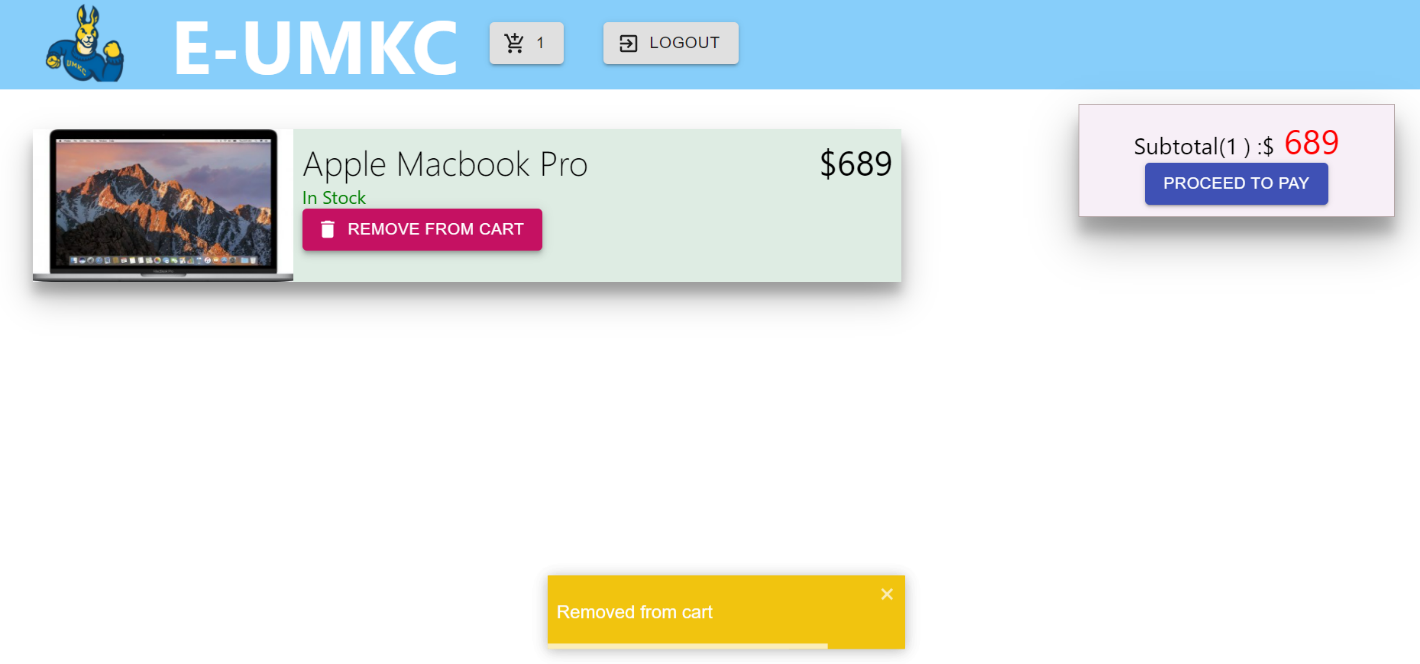 E-UMKC
1
LOGOUT
UMKC
Apple Macbook Pro
$689
In Stock
REMOVE FROM CART
Subtotal(1 ) :$ 689
PROCEED TO PAY
Removed from cart